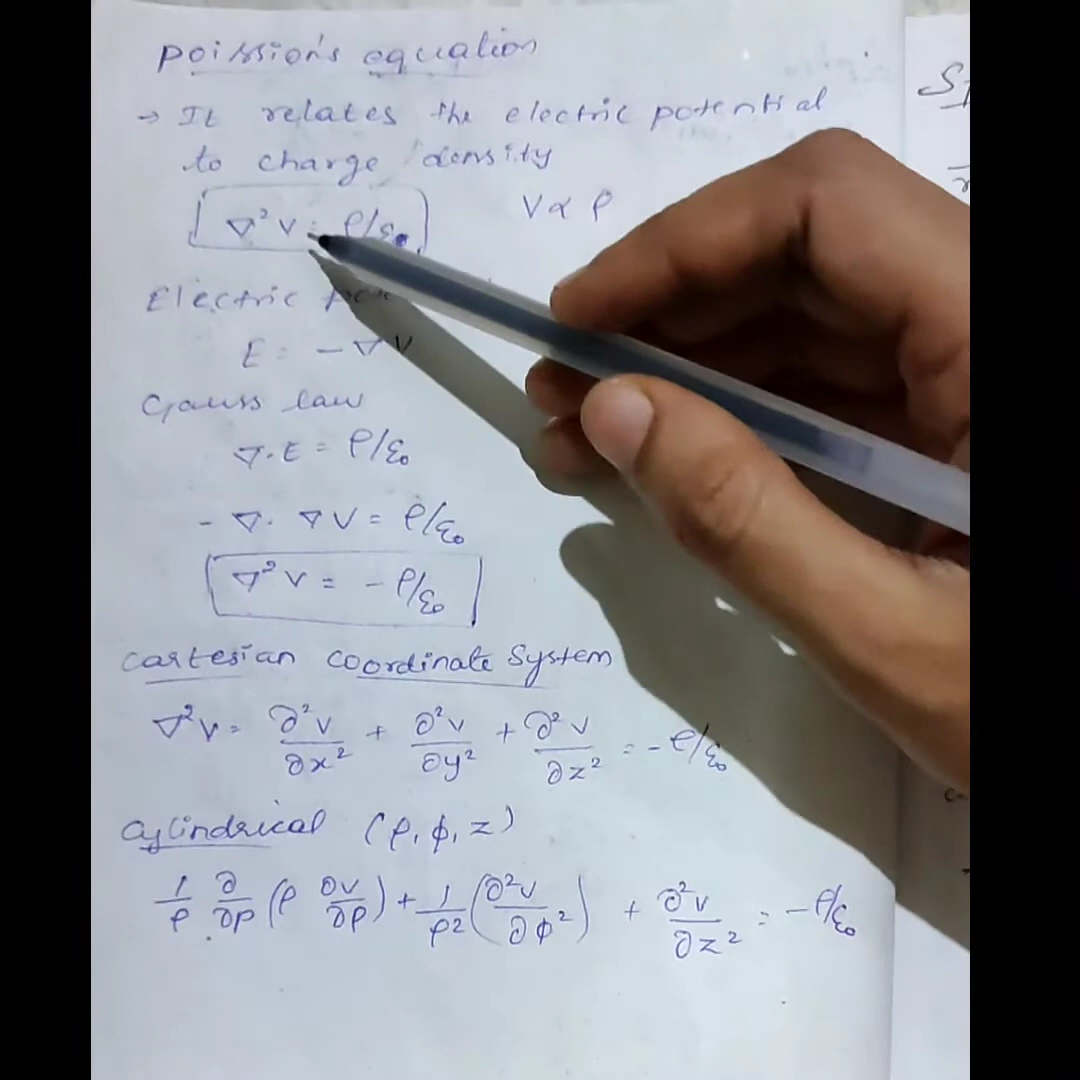 Poission's equation
→ It relates the electric potential
to charge density
∇²V = ρ/ε₀ V ∝ ρ
Electric
E = -∇V
Gauss law
∇·E = ρ/ε₀
-∇·∇V = ρ/ε₀
∇²V = -ρ/ε₀
Cartesian coordinate System
∇²V = ∂²V/∂x² + ∂²V/∂y² + ∂²V/∂z² = -ρ/ε₀
Cylindrical (ρ, φ, z)
1/ρ ∂/∂ρ (ρ ∂V/∂ρ) + 1/ρ² (∂²V/∂φ²) + ∂²V/∂z² = -ρ/ε₀